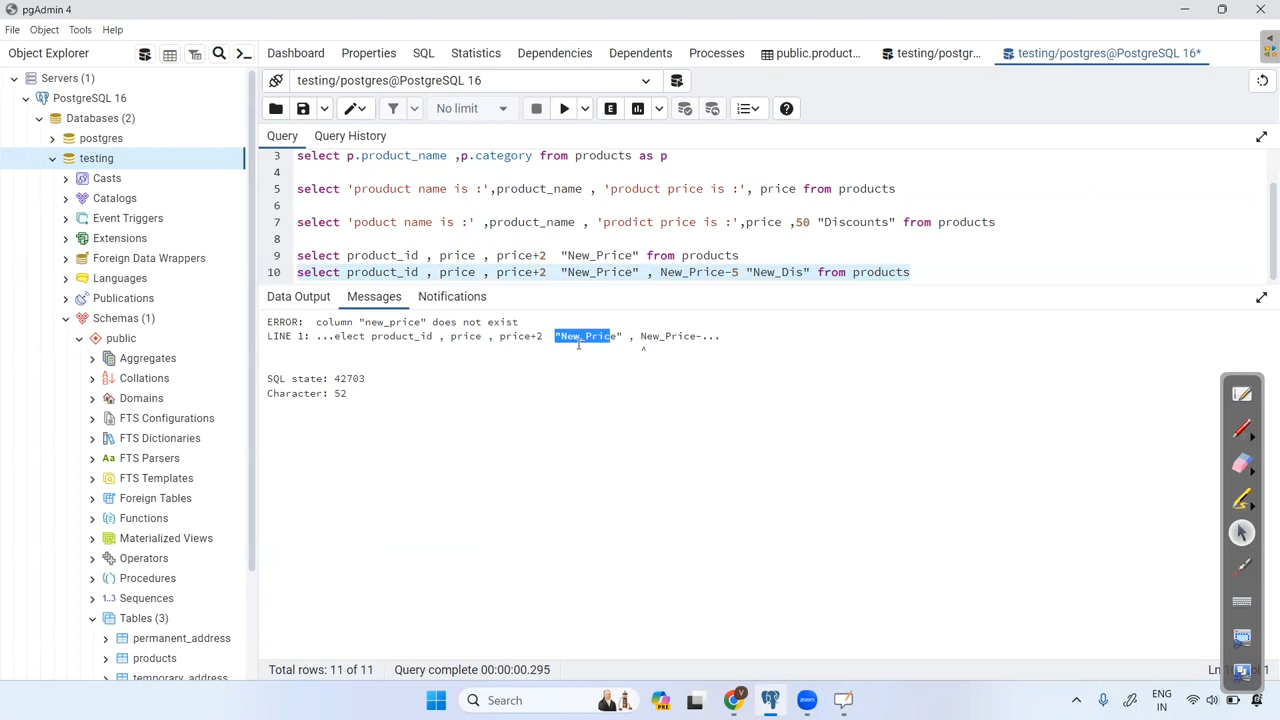 pgAdmin 4
File Object Tools Help
Object Explorer
Dashboard Properties SQL Statistics Dependencies Dependents Processes public.product... testing/postgr... testing/postgres@PostgreSQL 16*
Servers (1)
PostgreSQL 16
Databases (2)
postgres
testing
Casts
Catalogs
Event Triggers
Extensions
Foreign Data Wrappers
Languages
Publications
Schemas (1)
public
Aggregates
Collations
Domains
FTS Configurations
FTS Dictionaries
Aa FTS Parsers
FTS Templates
Foreign Tables
Functions
Materialized Views
Operators
Procedures
1..3 Sequences
Tables (3)
permanent_address
products
temporary_address
testing/postgres@PostgreSQL 16
No limit
E
Query Query History
3 select p.product_name ,p.category from products as p
4
5 select 'prouduct name is :',product_name , 'product price is :', price from products
6
7 select 'poduct name is :' ,product_name , 'prodict price is :',price ,50 "Discounts" from products
8
9 select product_id , price , price+2 "New_Price" from products
10 select product_id , price , price+2 "New_Price" , New_Price-5 "New_Dis" from products
Data Output Messages Notifications
ERROR: column "new_price" does not exist
LINE 1: ...elect product_id , price , price+2 "New_Price" , New_Price-...
^
SQL state: 42703
Character: 52
Total rows: 11 of 11 Query complete 00:00:00.295
Search
PRE
V
zoom
ENG
IN